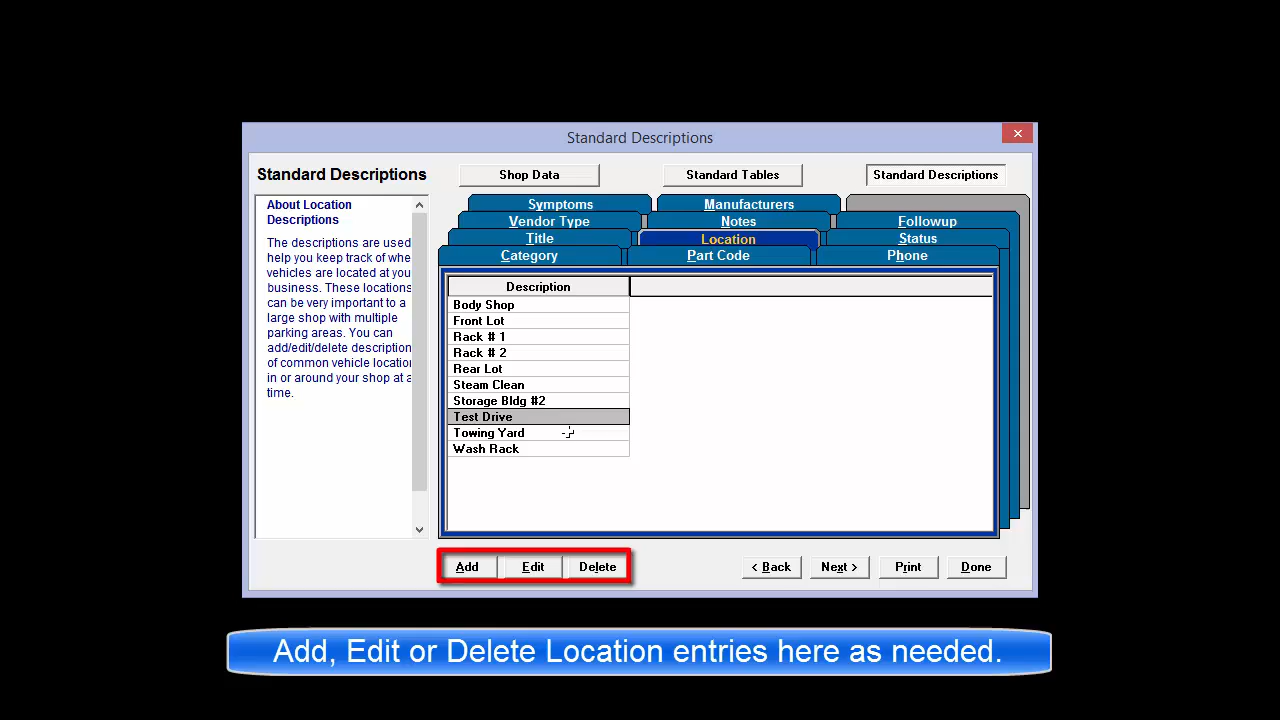 Standard Descriptions
Standard Descriptions
Shop Data
Standard Tables
Standard Descriptions
About Location
Descriptions
The descriptions are used
help you keep track of whe
vehicles are located at you
business. These locations
can be very important to a
large shop with multiple
parking areas. You can
add/edit/delete description
of common vehicle location
in or around your shop at a
time.
Symptoms
Manufacturers
Vendor Type
Notes
Followup
Title
Location
Status
Category
Part Code
Phone
Description
Body Shop
Front Lot
Rack # 1
Rack # 2
Rear Lot
Steam Clean
Storage Bldg #2
Test Drive
Towing Yard
Wash Rack
Add
Edit
Delete
< Back
Next >
Print
Done
Add, Edit or Delete Location entries here as needed.